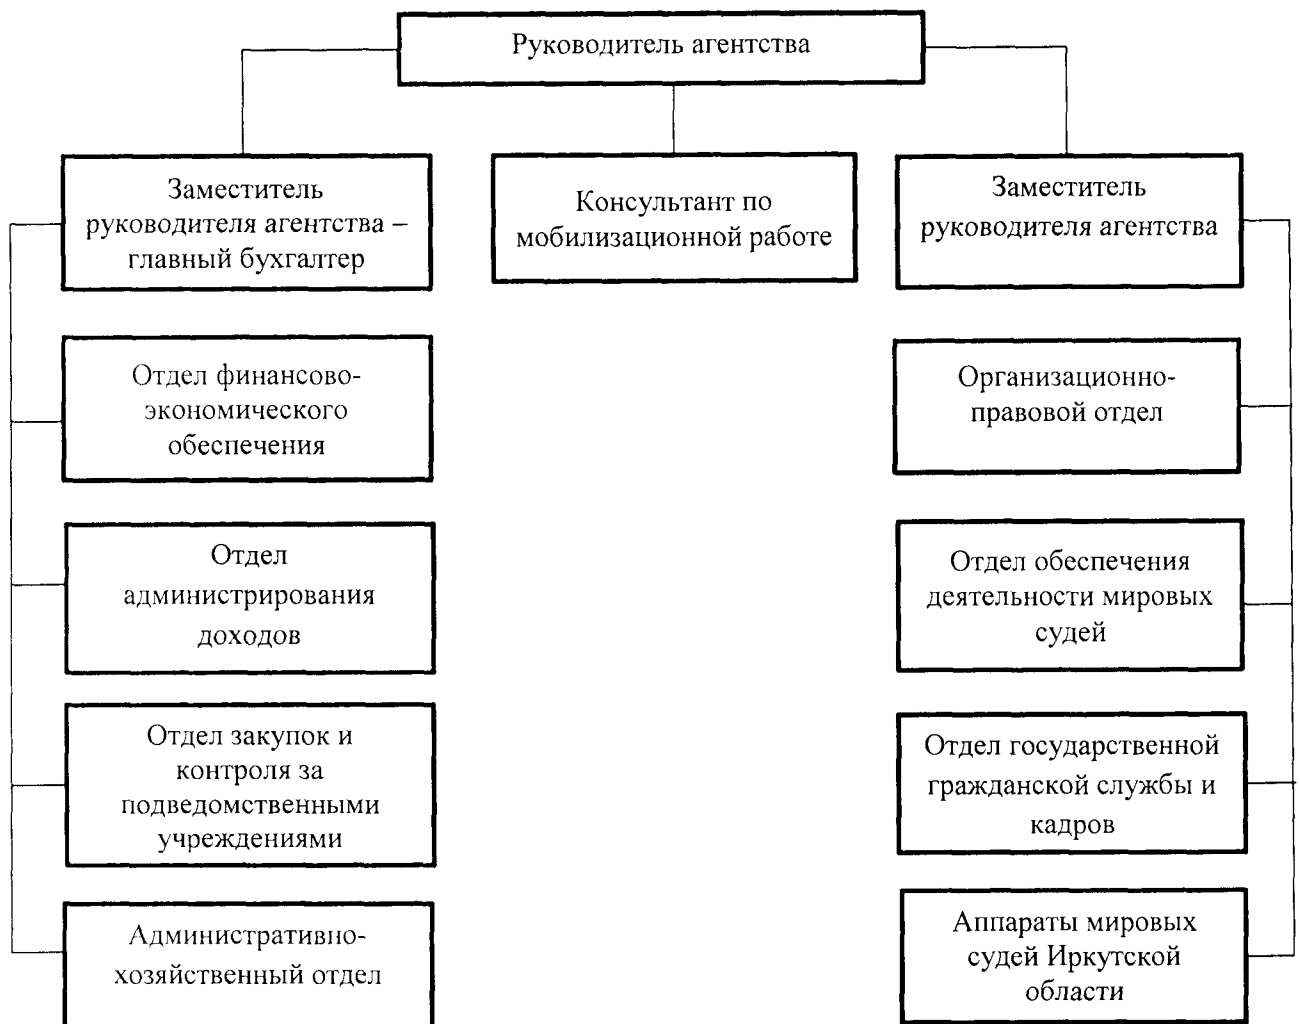 Руководитель агентства
Заместитель
руководителя агентства –
главный бухгалтер
Консультант по
мобилизационной работе
Заместитель
руководителя агентства
Отдел финансово-
экономического
обеспечения
Организационно-
правовой отдел
Отдел
администрирования
доходов
Отдел обеспечения
деятельности мировых
судей
Отдел закупок и
контроля за
подведомственными
учреждениями
Отдел государственной
гражданской службы и
кадров
Административно-
хозяйственный отдел
Аппараты мировых
судей Иркутской
области